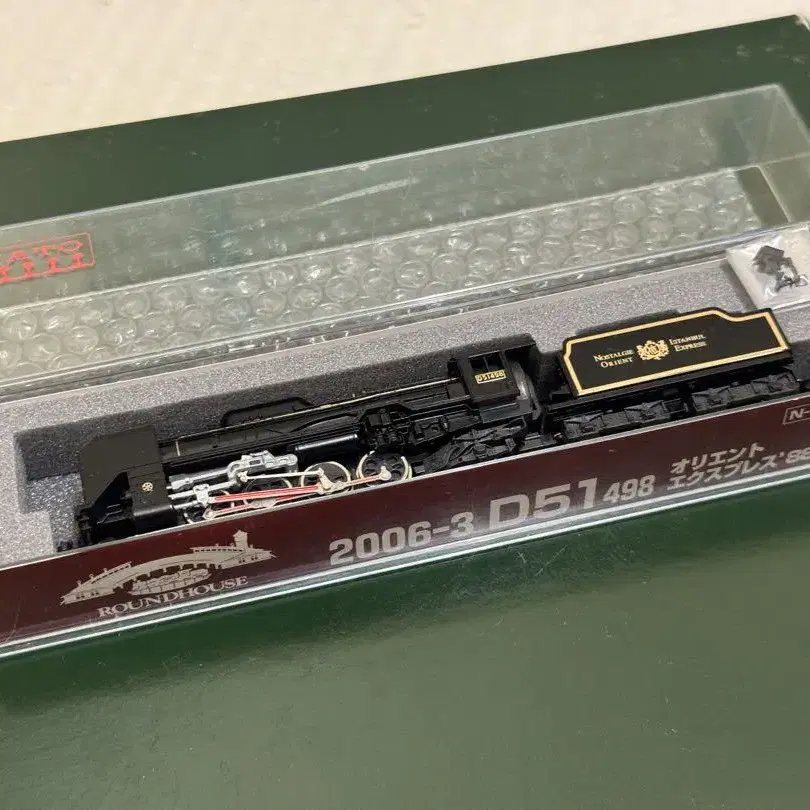 KATO
D51498
NOSTALGIE ISTANBUL
ORIENT EXPRESS
N-
2006-3 D51 498 オリエント
エクスプレス'88
ROUNDHOUSE